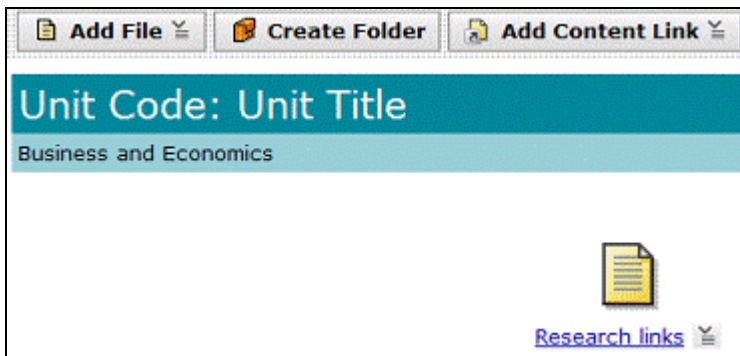 Add File Create Folder Add Content Link
Unit Code: Unit Title
Business and Economics
Research links